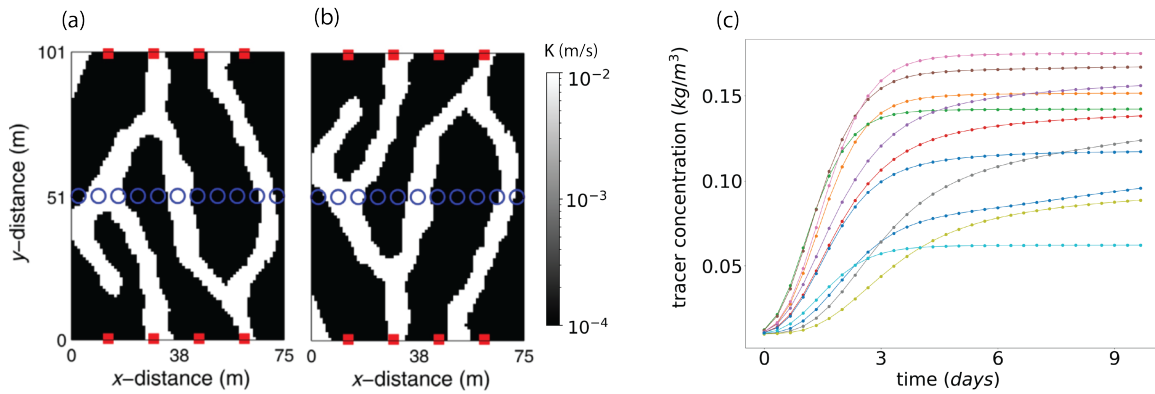 (a)
(b)
(c)
101
51
0
y–distance (m)
0
38
75
x–distance (m)
0
38
75
x–distance (m)
K (m/s)
10⁻²
10⁻³
10⁻⁴
tracer concentration (kg/m³)
0.15
0.10
0.05
0
3
6
9
time (days)